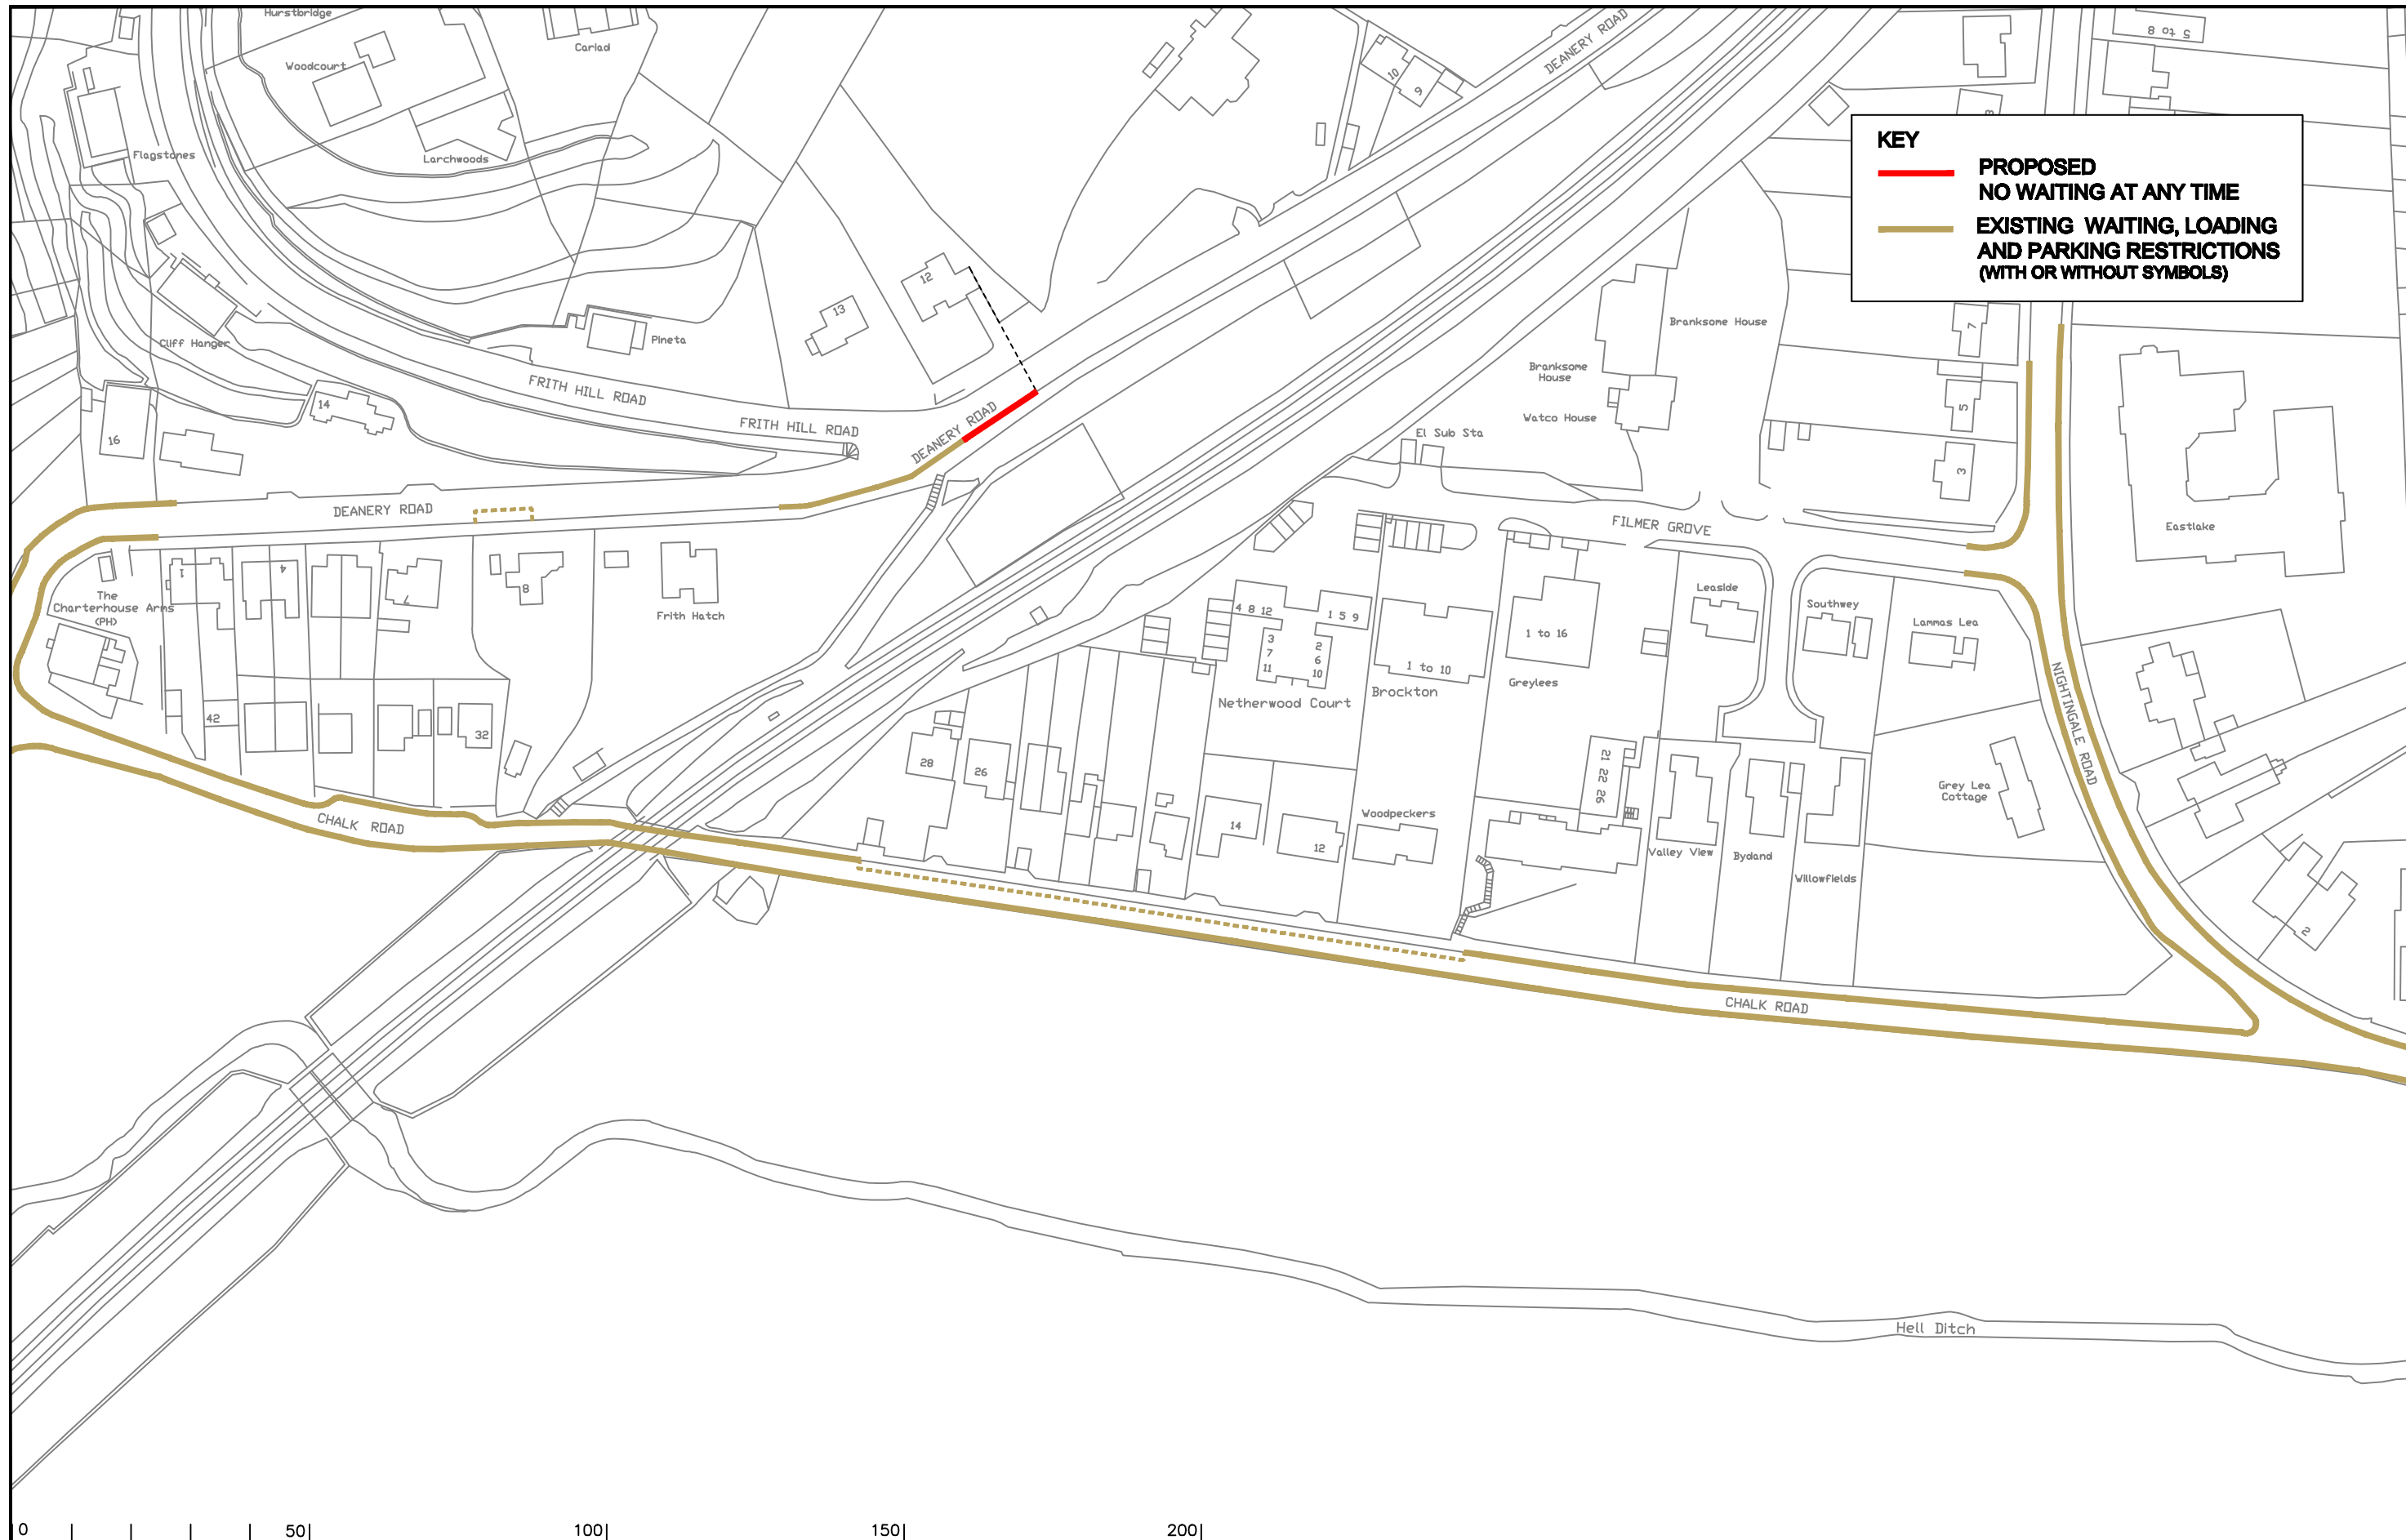 Hurstbridge
Cariad
Woodcourt
Larchwoods
Flagstones
DEANERY ROAD
10
9
5 to 8
8
KEY
PROPOSED
NO WAITING AT ANY TIME
EXISTING WAITING, LOADING
AND PARKING RESTRICTIONS
(WITH OR WITHOUT SYMBOLS)
12
13
Pineta
Cliff Hanger
Branksome House
Branksome
House
Watco House
7
5
3
FRITH HILL ROAD
FRITH HILL ROAD
14
16
DEANERY ROAD
El Sub Sta
DEANERY ROAD
FILMER GROVE
Eastlake
1
4
7
8
The
Charterhouse Arms
(PH)
Frith Hatch
4 8 12
1 5 9
3
7
11
2
6
10
1 to 10
1 to 16
Leaside
Southwey
Lammas Lea
Netherwood Court
Brockton
Greylees
NIGHTINGALE ROAD
42
32
28
26
21 22 26
Grey Lea
Cottage
CHALK ROAD
14
12
Woodpeckers
Valley View
Bydand
Willowfields
2
CHALK ROAD
Hell Ditch
0
50
100
150
200